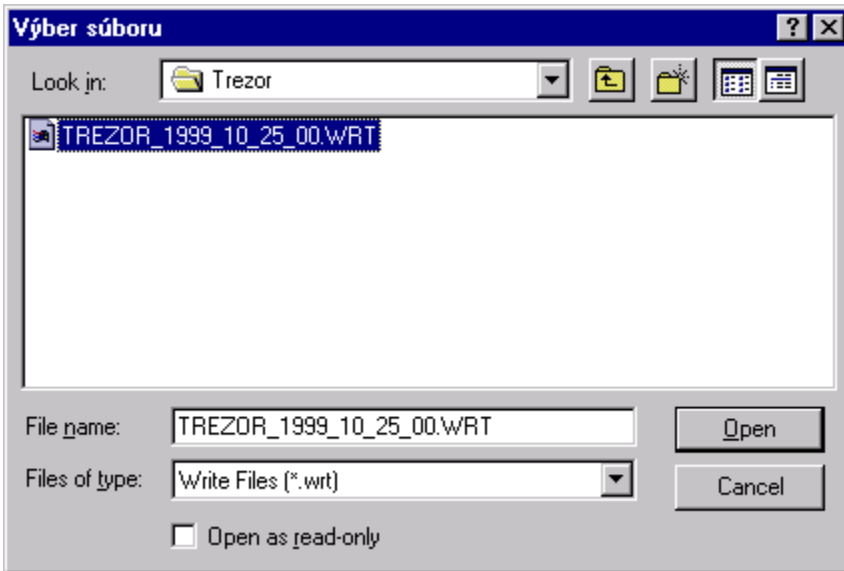 Výber súboru
Look in: Trezor
TREZOR_1999_10_25_00.WRT
File name: TREZOR_1999_10_25_00.WRT Open
Files of type: Write Files (*.wrt) Cancel
Open as read-only